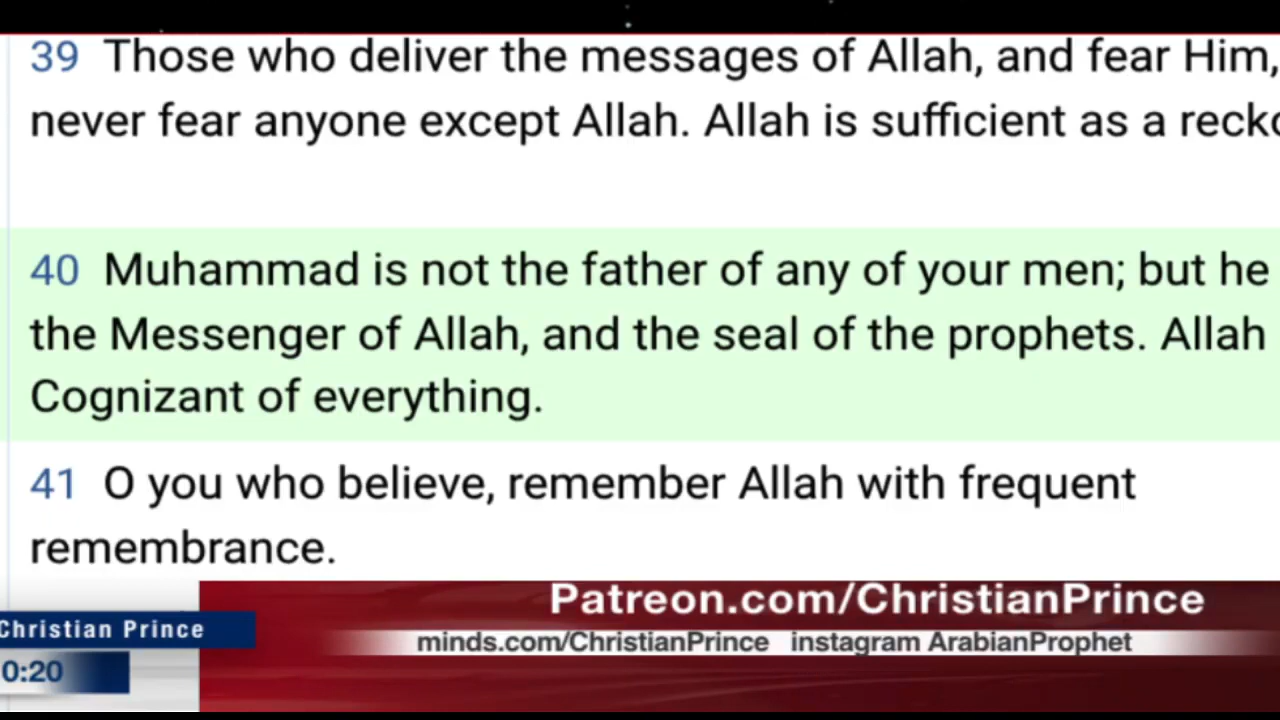 39 Those who deliver the messages of Allah, and fear Him,
never fear anyone except Allah. Allah is sufficient as a
40 Muhammad is not the father of any of your men; but he
the Messenger of Allah, and the seal of the prophets. Allah
Cognizant of everything.
41 O you who believe, remember Allah with frequent
remembrance.
Patreon.com/ChristianPrince
Christian Prince
minds.com/ChristianPrince instagram ArabianProphet
0:20